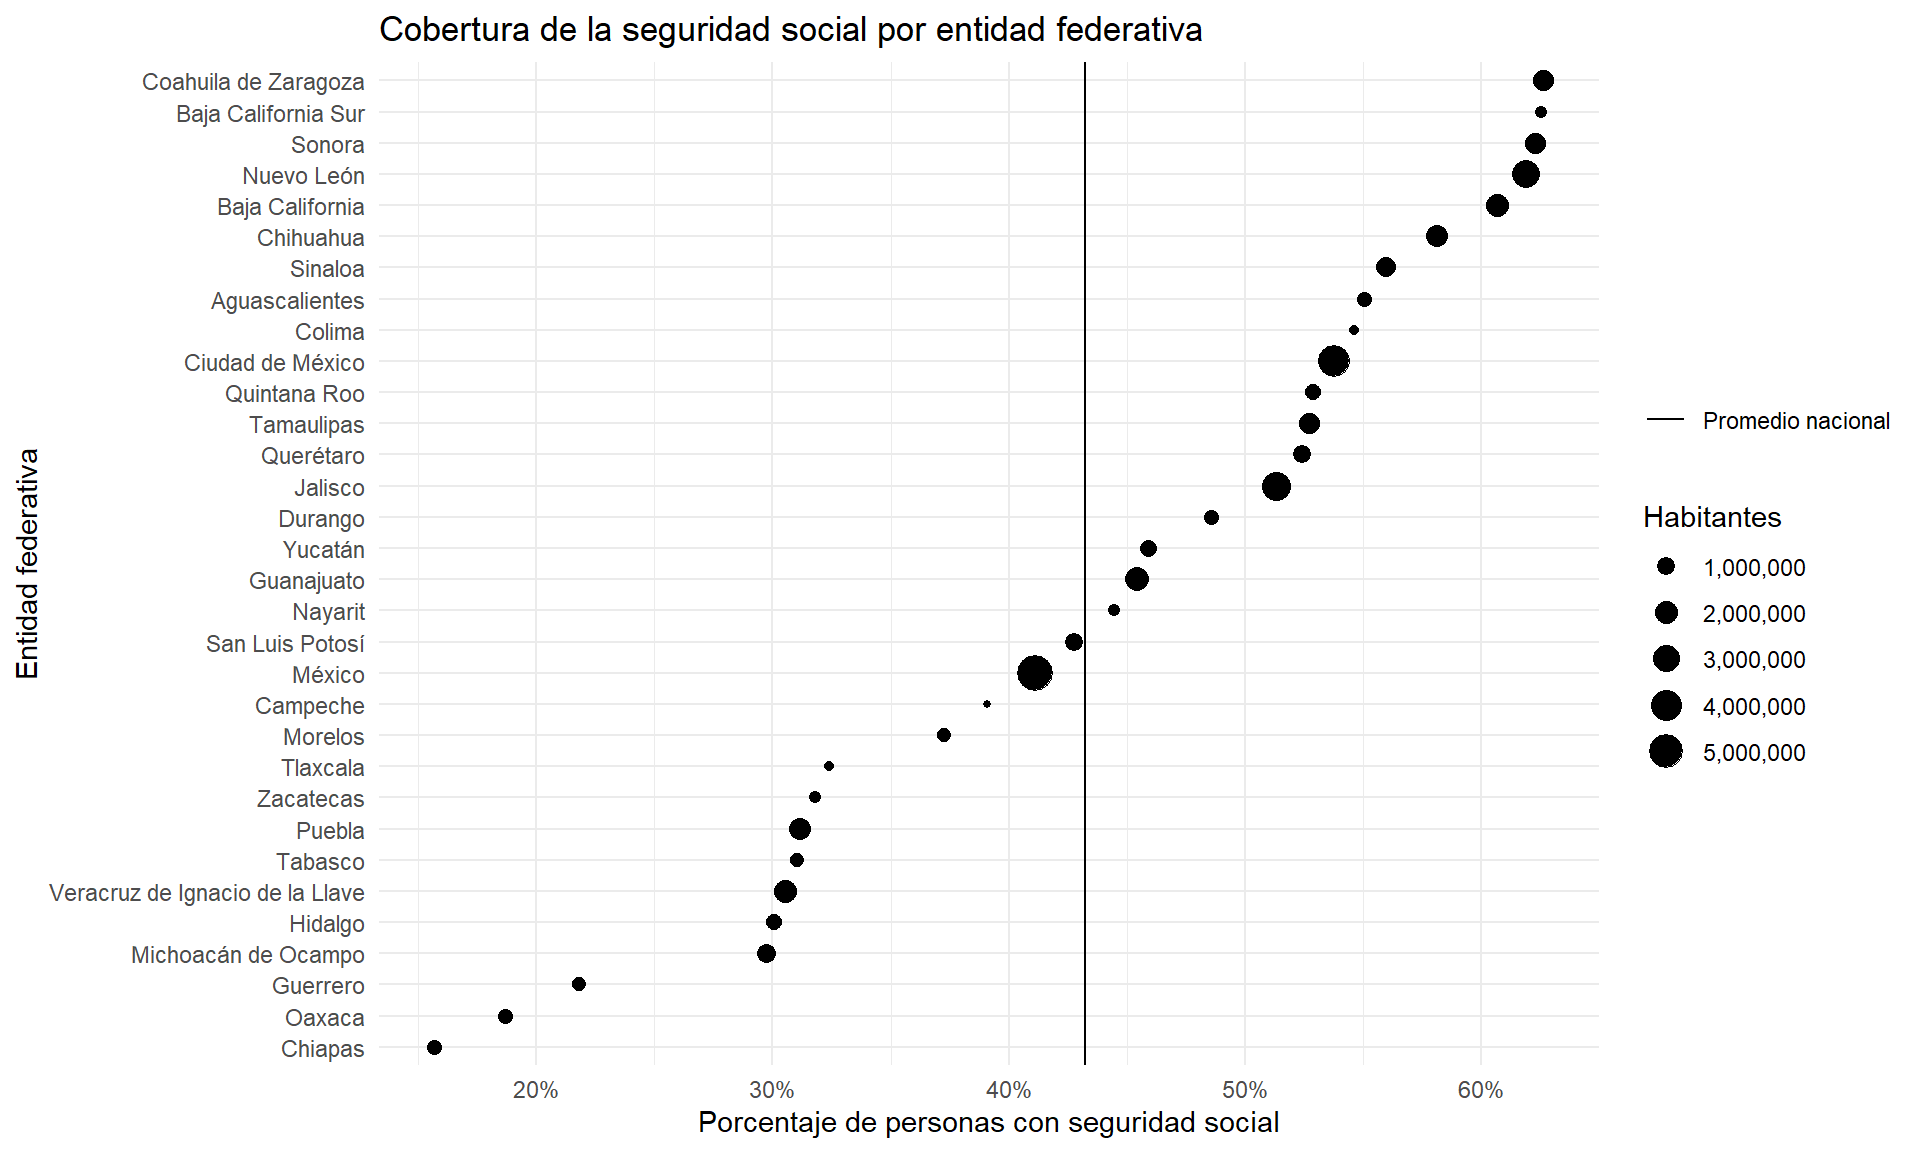 Cobertura de la seguridad social por entidad federativa
Entidad federativa
Coahuila de Zaragoza
Baja California Sur
Sonora
Nuevo León
Baja California
Chihuahua
Sinaloa
Aguascalientes
Colima
Ciudad de México
Quintana Roo
Tamaulipas
Querétaro
Jalisco
Durango
Yucatán
Guanajuato
Nayarit
San Luis Potosí
México
Campeche
Morelos
Tlaxcala
Zacatecas
Puebla
Tabasco
Veracruz de Ignacio de la Llave
Hidalgo
Michoacán de Ocampo
Guerrero
Oaxaca
Chiapas
20% 30% 40% 50% 60%
Porcentaje de personas con seguridad social
Promedio nacional
Habitantes
1,000,000
2,000,000
3,000,000
4,000,000
5,000,000